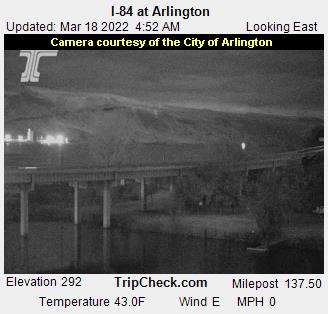 I-84 at Arlington
Updated: Mar 18 2022 4:52 AM Looking East
Camera courtesy of the City of Arlington
Elevation 292 TripCheck.com Milepost 137.50
Temperature 43.0F Wind E MPH 0